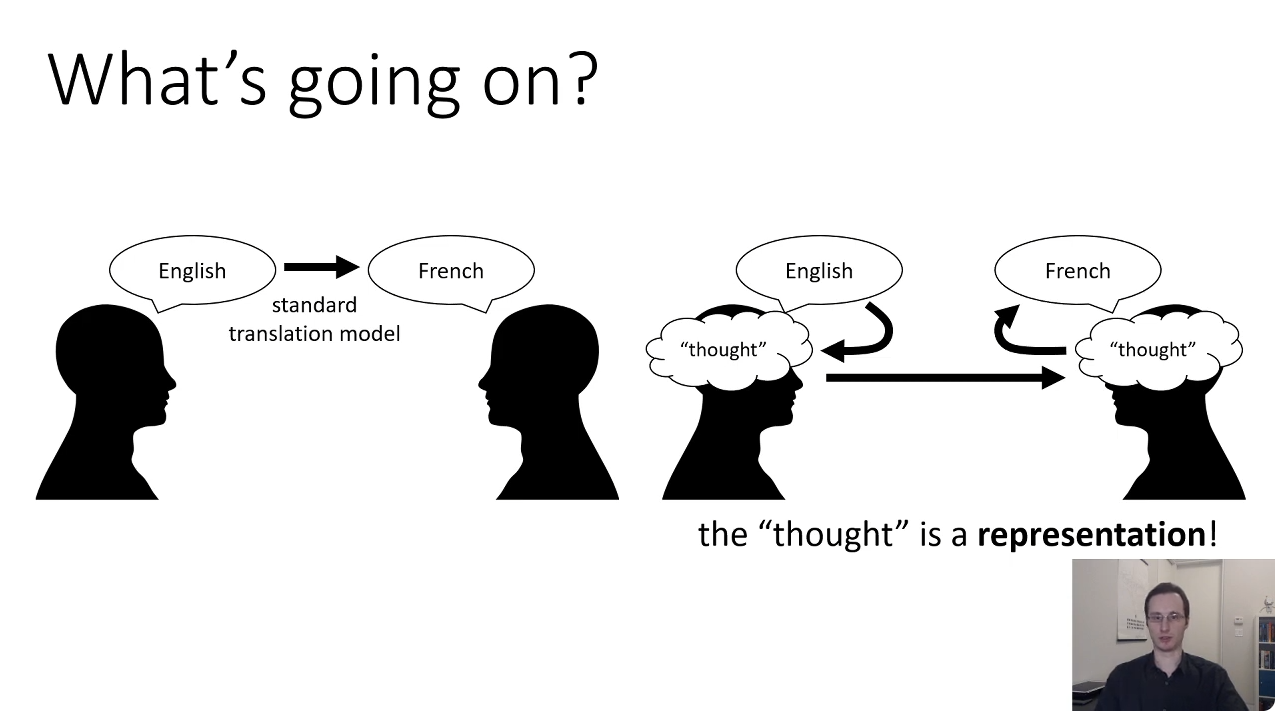 What’s going on?
English
French
standard
translation model
English
French
“thought”
“thought”
the “thought” is a representation!